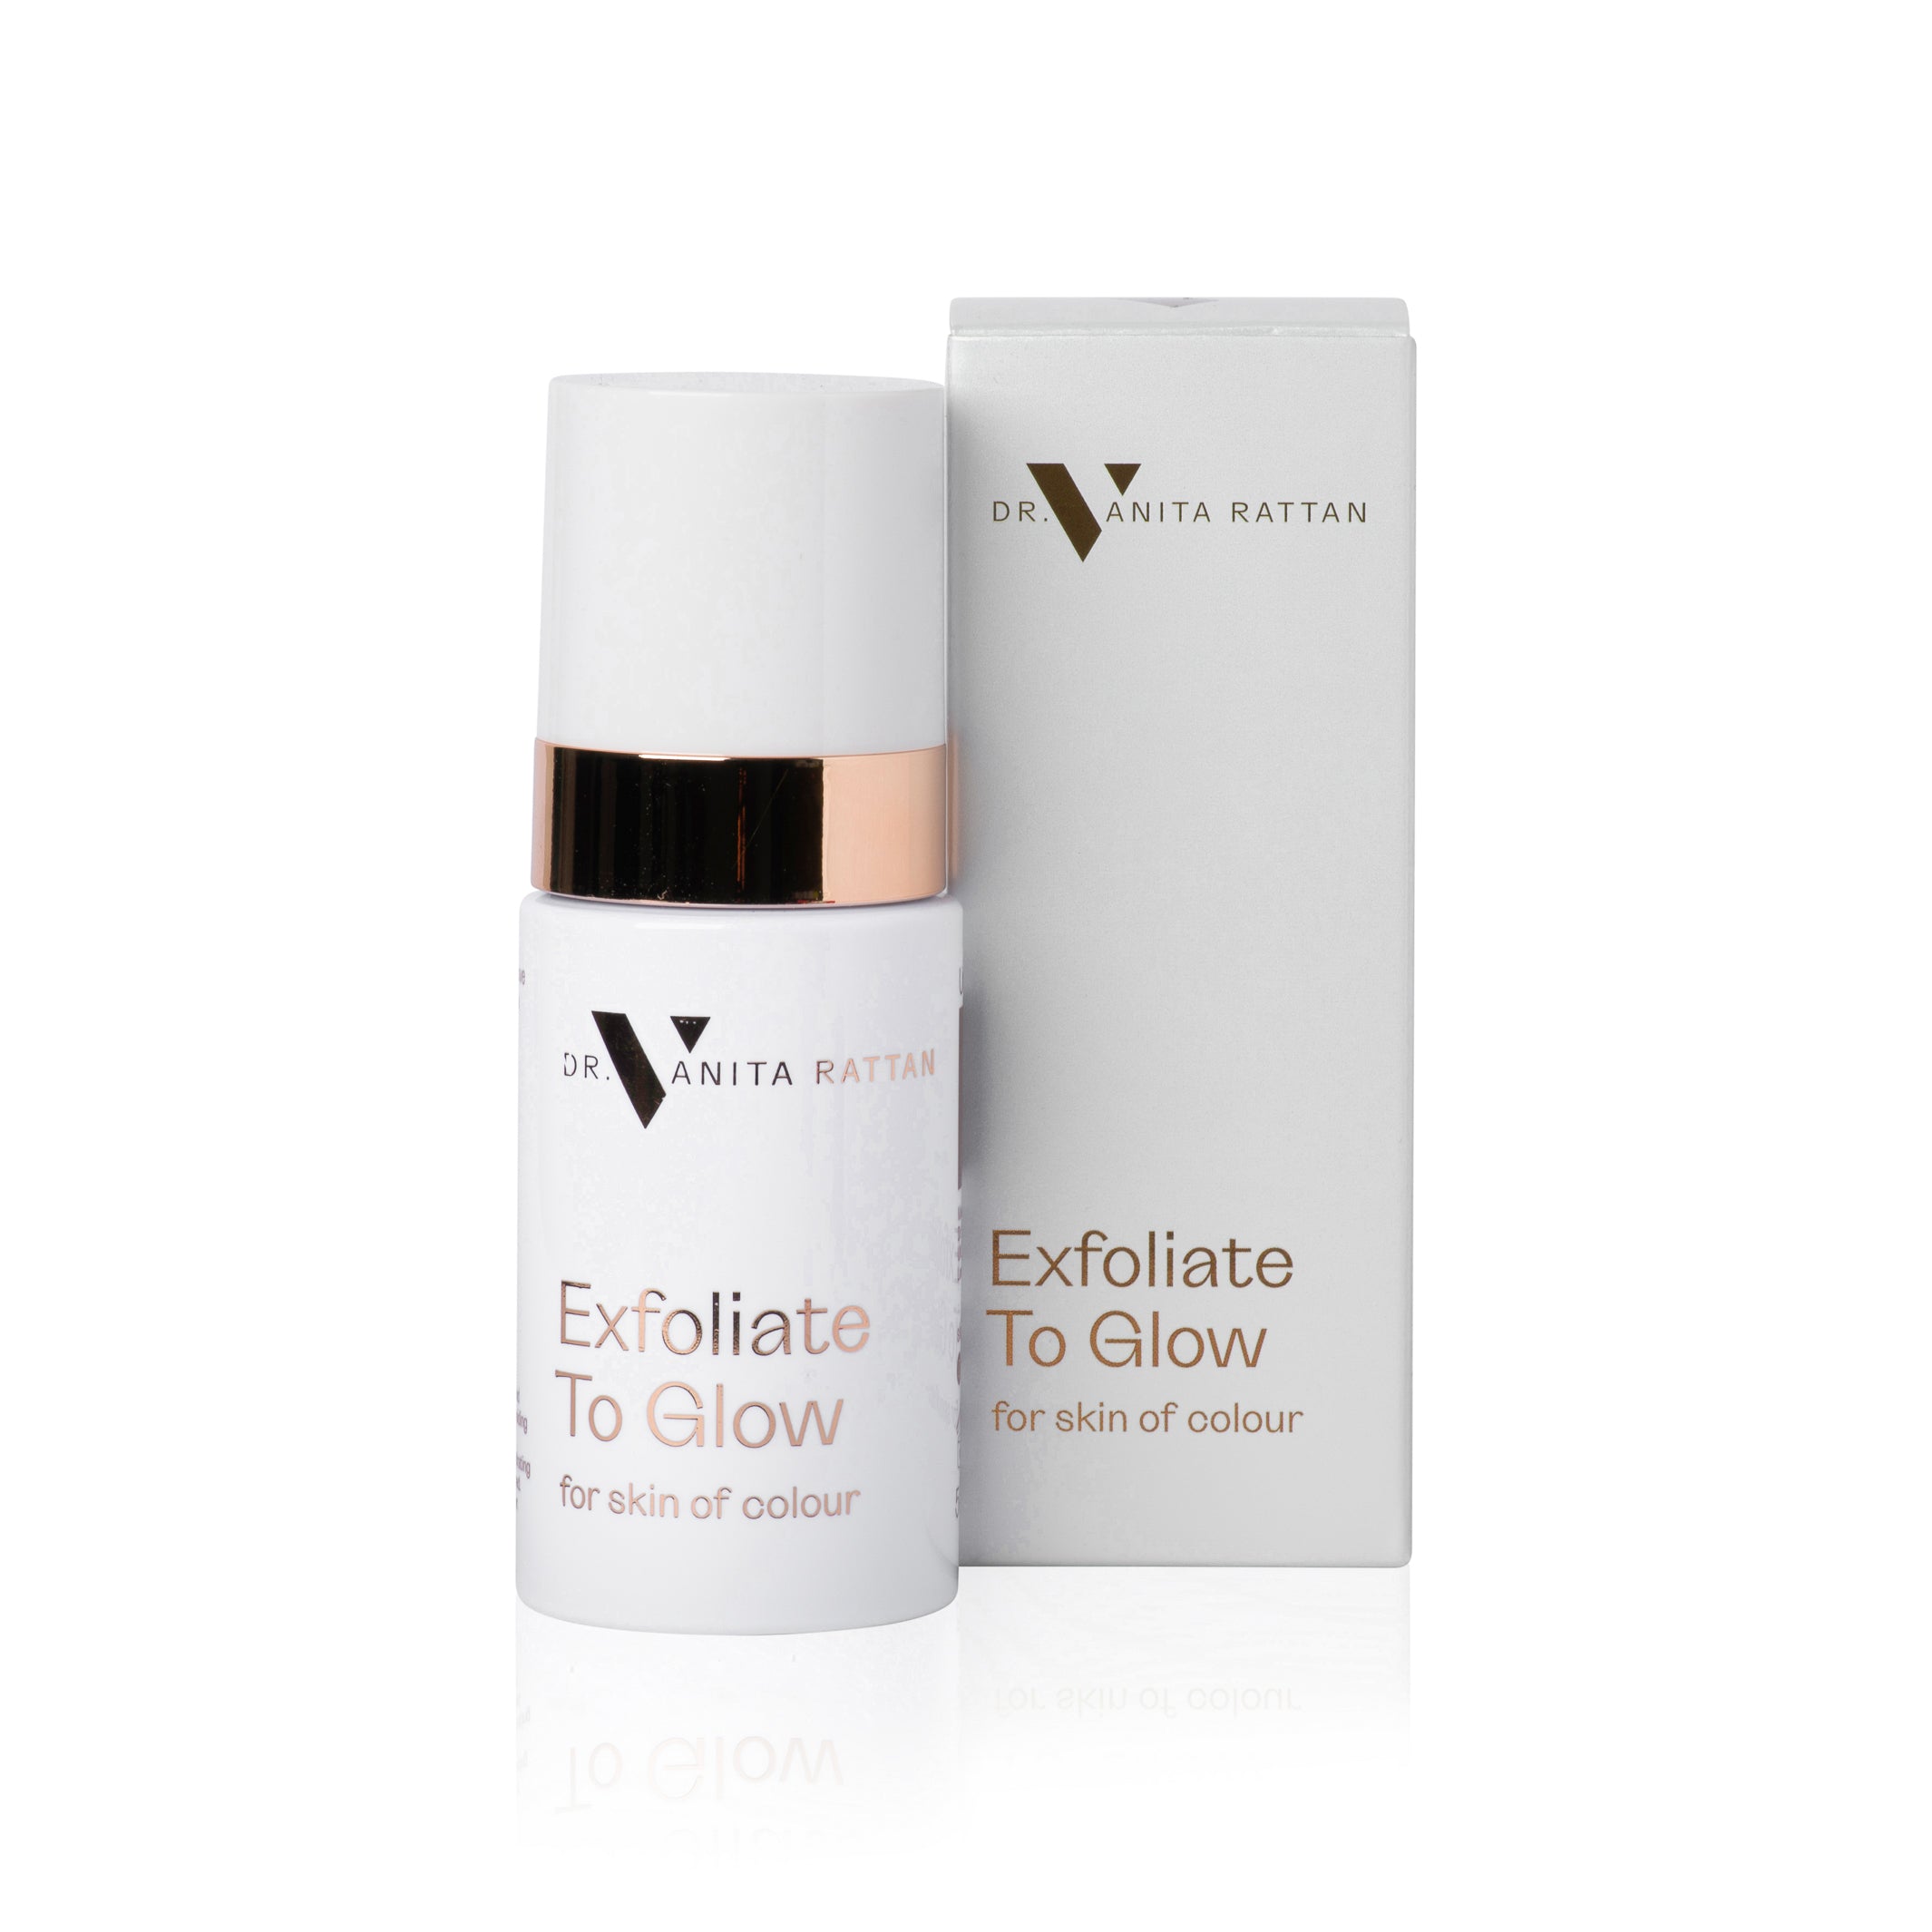 DR. VANITA RATTAN
Exfoliate
To Glow
for skin of colour
DR. VANITA RATTAN
Exfoliate
To Glow
for skin of colour